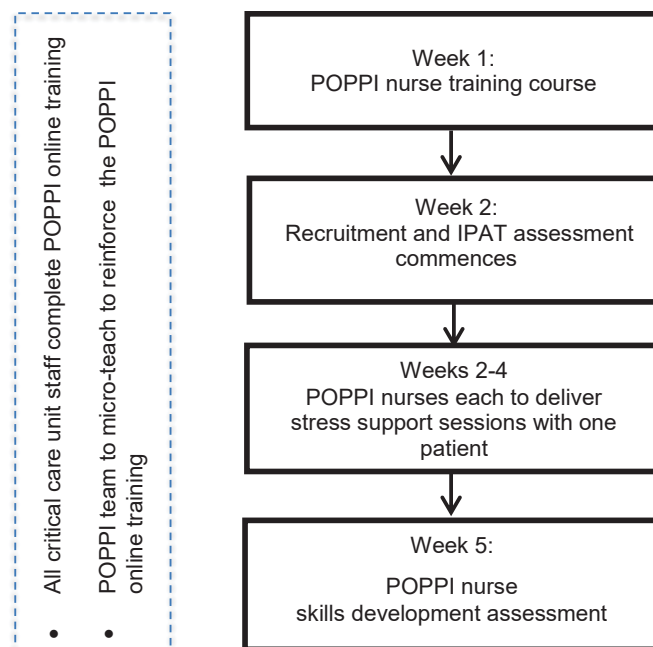 • All critical care unit staff complete POPPI online training
• POPPI team to micro-teach to reinforce the POPPI
online training
Week 1:
POPPI nurse training course
Week 2:
Recruitment and IPAT assessment
commences
Weeks 2-4
POPPI nurses each to deliver
stress support sessions with one
patient
Week 5:
POPPI nurse
skills development assessment